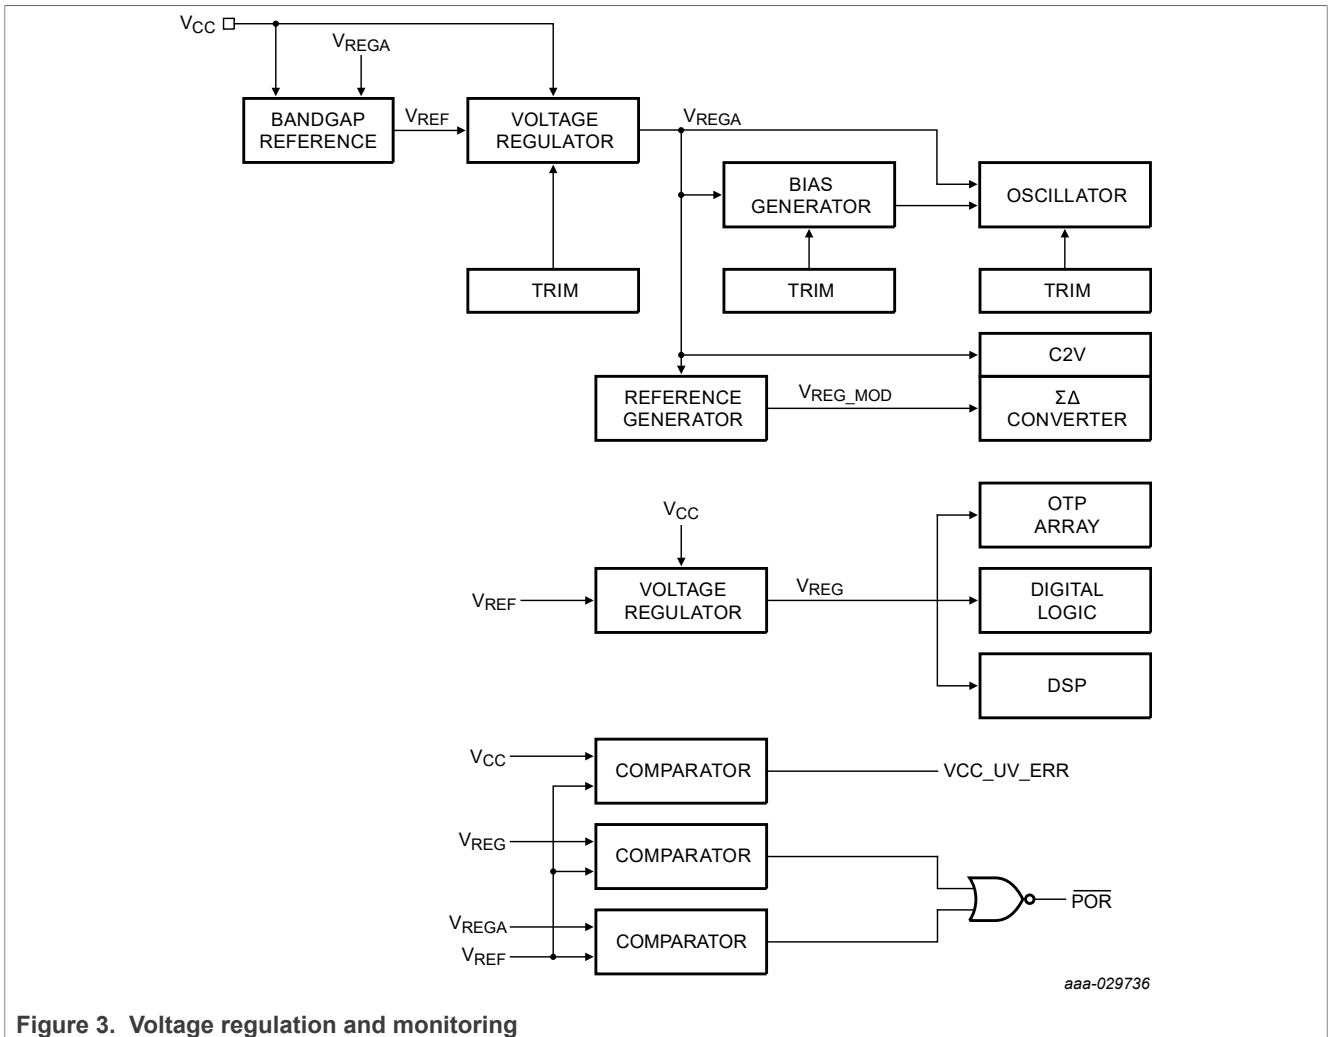 VCC
VREGA
BANDGAP
REFERENCE
VREF
VOLTAGE
REGULATOR
VREGA
BIAS
GENERATOR
OSCILLATOR
TRIM
TRIM
TRIM
C2V
REFERENCE
GENERATOR
VREG_MOD
ΣΔ
CONVERTER
OTP
ARRAY
VCC
VREF
VOLTAGE
REGULATOR
VREG
DIGITAL
LOGIC
DSP
VCC
COMPARATOR
VCC_UV_ERR
VREG
COMPARATOR
POR
VREGA
VREF
COMPARATOR
aaa-029736
Figure 3. Voltage regulation and monitoring